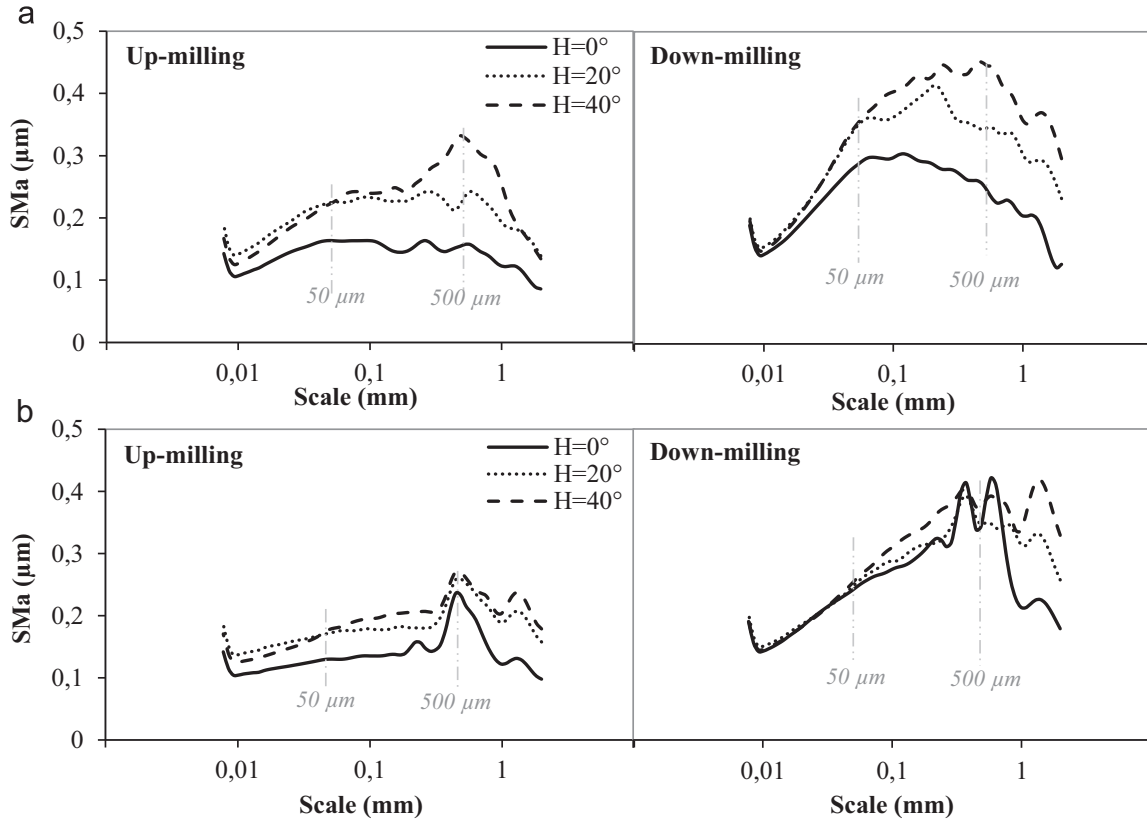 a
0,5
0,4
0,3
0,2
0,1
0
SMa (µm)
Up-milling
H=0°
H=20°
H=40°
50 µm
500 µm
0,01
0,1
1
Scale (mm)
Down-milling
50 µm
500 µm
0,01
0,1
1
Scale (mm)
b
0,5
0,4
0,3
0,2
0,1
0
SMa (µm)
Up-milling
H=0°
H=20°
H=40°
50 µm
500 µm
0,01
0,1
1
Scale (mm)
Down-milling
50 µm
500 µm
0,01
0,1
1
Scale (mm)